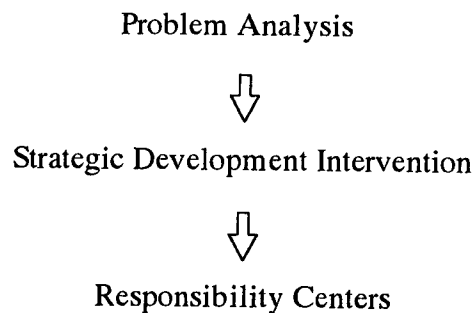 Problem Analysis
Strategic Development Intervention
Responsibility Centers